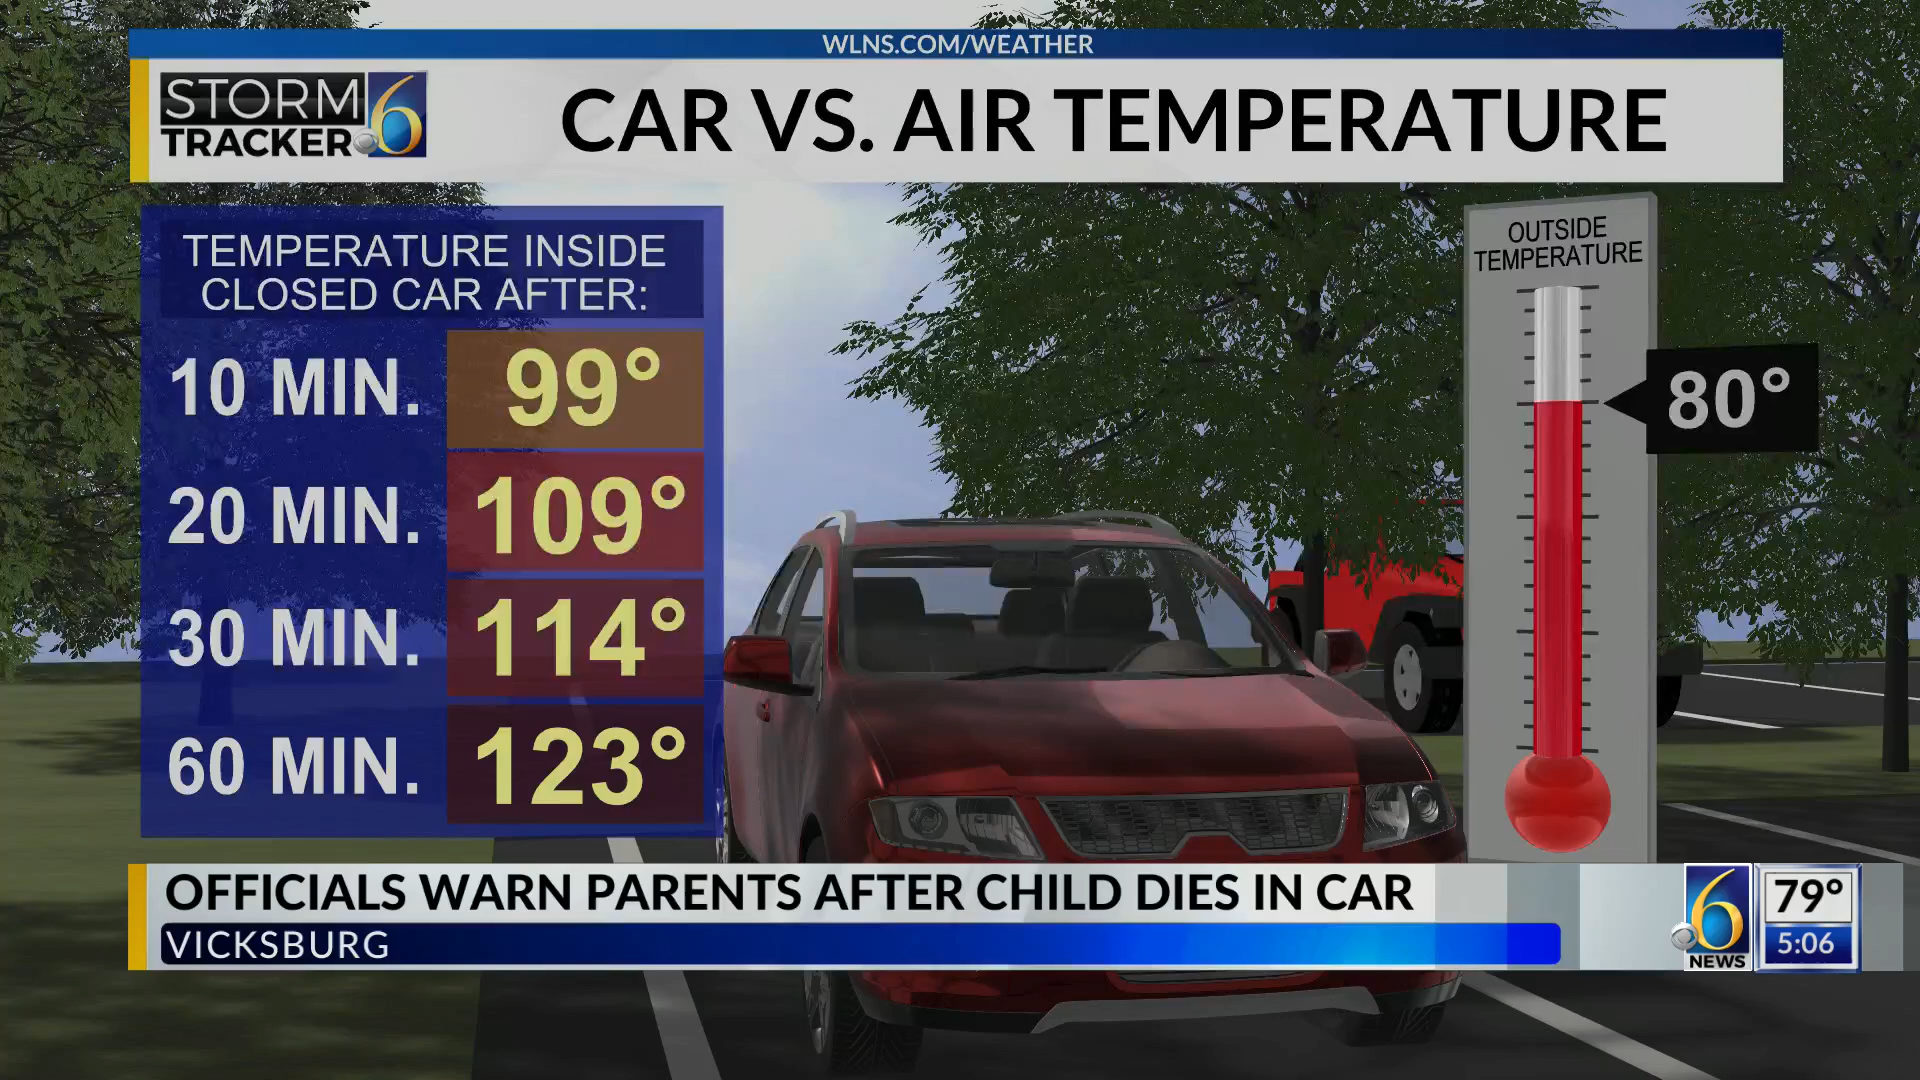 WLNS.COM/WEATHER
STORM
TRACKER 6
CAR VS. AIR TEMPERATURE
TEMPERATURE INSIDE
CLOSED CAR AFTER:
10 MIN. 99°
20 MIN. 109°
30 MIN. 114°
60 MIN. 123°
OUTSIDE
TEMPERATURE
80°
OFFICIALS WARN PARENTS AFTER CHILD DIES IN CAR
VICKSBURG
6
NEWS
79°
5:06